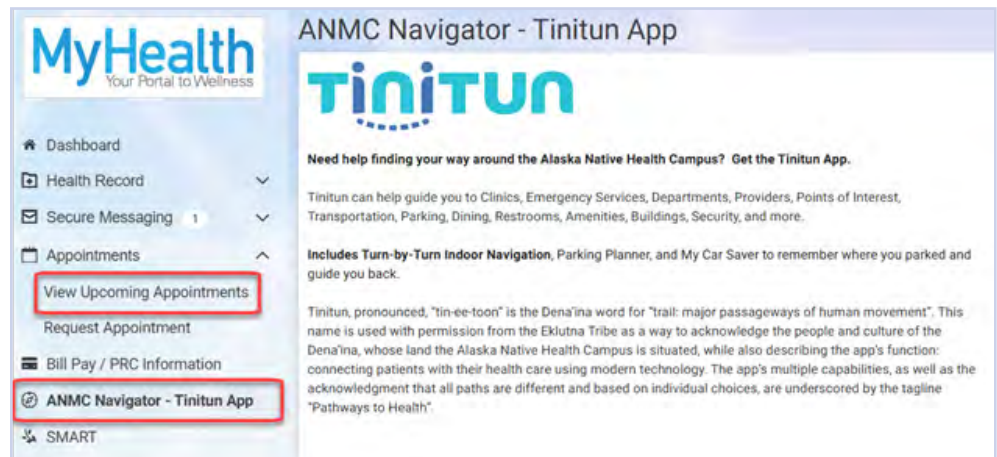 MyHealth
Your Portal to Wellness
Dashboard
Health Record
Secure Messaging 1
Appointments
View Upcoming Appointments
Request Appointment
Bill Pay / PRC Information
ANMC Navigator - Tinitun App
SMART
ANMC Navigator - Tinitun App
TiniTUn
Need help finding your way around the Alaska Native Health Campus? Get the Tinitun App.
Tinitun can help guide you to Clinics, Emergency Services, Departments, Providers, Points of Interest,
Transportation, Parking, Dining, Restrooms, Amenities, Buildings, Security, and more.
Includes Turn-by-Turn Indoor Navigation, Parking Planner, and My Car Saver to remember where you parked and
guide you back.
Tinitun, pronounced, "tin-ee-toon" is the Dena'ina word for "trail: major passageways of human movement". This
name is used with permission from the Eklutna Tribe as a way to acknowledge the people and culture of the
Dena'ina, whose land the Alaska Native Health Campus is situated, while also describing the app's function:
connecting patients with their health care using modern technology. The app's multiple capabilities, as well as the
acknowledgment that all paths are different and based on individual choices, are underscored by the tagline
"Pathways to Health".